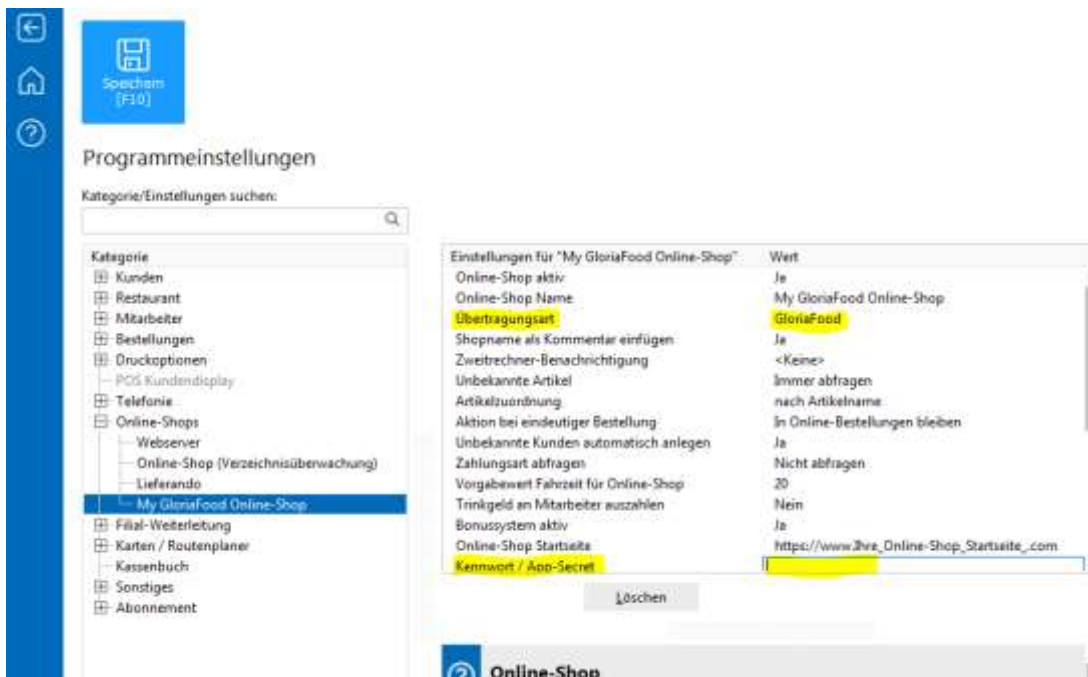 Speichern
[F10]
Programmeinstellungen
Kategorie/Einstellungen suchen:
Kategorie
Kunden
Restaurant
Mitarbeiter
Bestellungen
Druckoptionen
POS Kundendisplay
Telefonie
Online-Shops
Webserver
Online-Shop (Verzeichnisüberwachung)
Lieferando
My GloriaFood Online-Shop
Filial-Weiterleitung
Karten / Routenplaner
Kassenbuch
Sonstiges
Abonnement
Einstellungen für "My GloriaFood Online-Shop" Wert
Online-Shop aktiv Ja
Online-Shop Name My GloriaFood Online-Shop
Übertragungsart GloriaFood
Shopname als Kommentar einfügen Ja
Zweitrechner-Benachrichtigung <Keine>
Unbekannte Artikel Immer abfragen
Artikelzuordnung nach Artikelname
Aktion bei eindeutiger Bestellung In Online-Bestellungen bleiben
Unbekannte Kunden automatisch anlegen Ja
Zahlungsart abfragen Nicht abfragen
Vorgabewert Fahrzeit für Online-Shop 20
Trinkgeld an Mitarbeiter auszahlen Nein
Bonussystem aktiv Ja
Online-Shop Startseite https://www.Ihre_Online-Shop_Startseite_.com
Kennwort / App-Secret
Löschen
Online-Shop